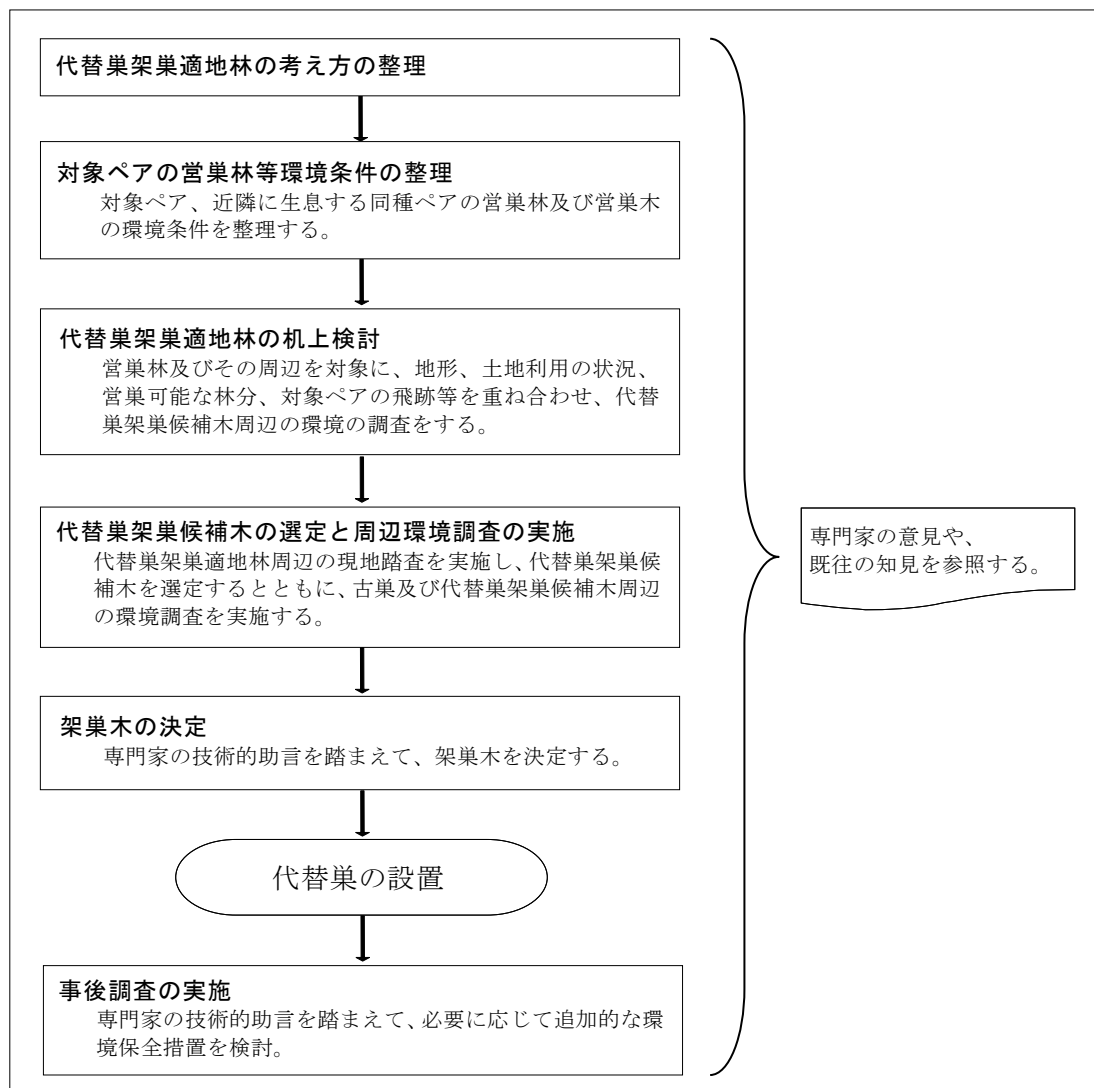 代替巣架巣適地林の考え方の整理
対象ペアの営巣林等環境条件の整理
対象ペア、近隣に生息する同種ペアの営巣林及び営巣木
の環境条件を整理する。
代替巣架巣適地林の机上検討
営巣林及びその周辺を対象に、地形、土地利用の状況、
営巣可能な林分、対象ペアの飛跡等を重ね合わせ、代替
巣架巣候補木周辺の環境の調査をする。
代替巣架巣候補木の選定と周辺環境調査の実施
代替巣架巣適地林周辺の現地踏査を実施し、代替巣架巣候
補木を選定するとともに、古巣及び代替巣架巣候補木周辺
の環境調査を実施する。
架巣木の決定
専門家の技術的助言を踏まえて、架巣木を決定する。
代替巣の設置
事後調査の実施
専門家の技術的助言を踏まえて、必要に応じて追加的な環
境保全措置を検討。
専門家の意見や、
既往の知見を参照する。